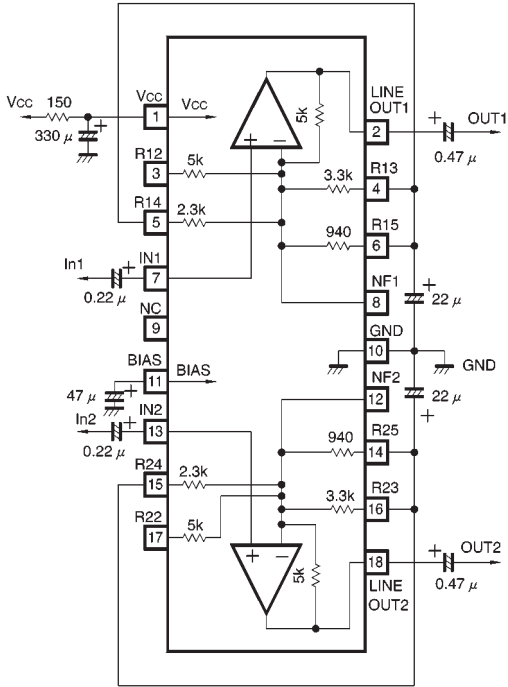 Vcc 150
330 μ
Vcc
1
Vcc
5k
LINE
OUT1
2
OUT1
0.47 μ
R12
3
5k
3.3k
R13
4
R14
5
2.3k
940
R15
6
In1
0.22 μ
IN1
7
NF1
8
22 μ
NC
9
GND
10
GND
BIAS
11
BIAS
47 μ
NF2
12
22 μ
In2
0.22 μ
IN2
13
940
R25
14
R24
15
2.3k
3.3k
R23
16
R22
17
5k
5k
18
LINE
OUT2
OUT2
0.47 μ